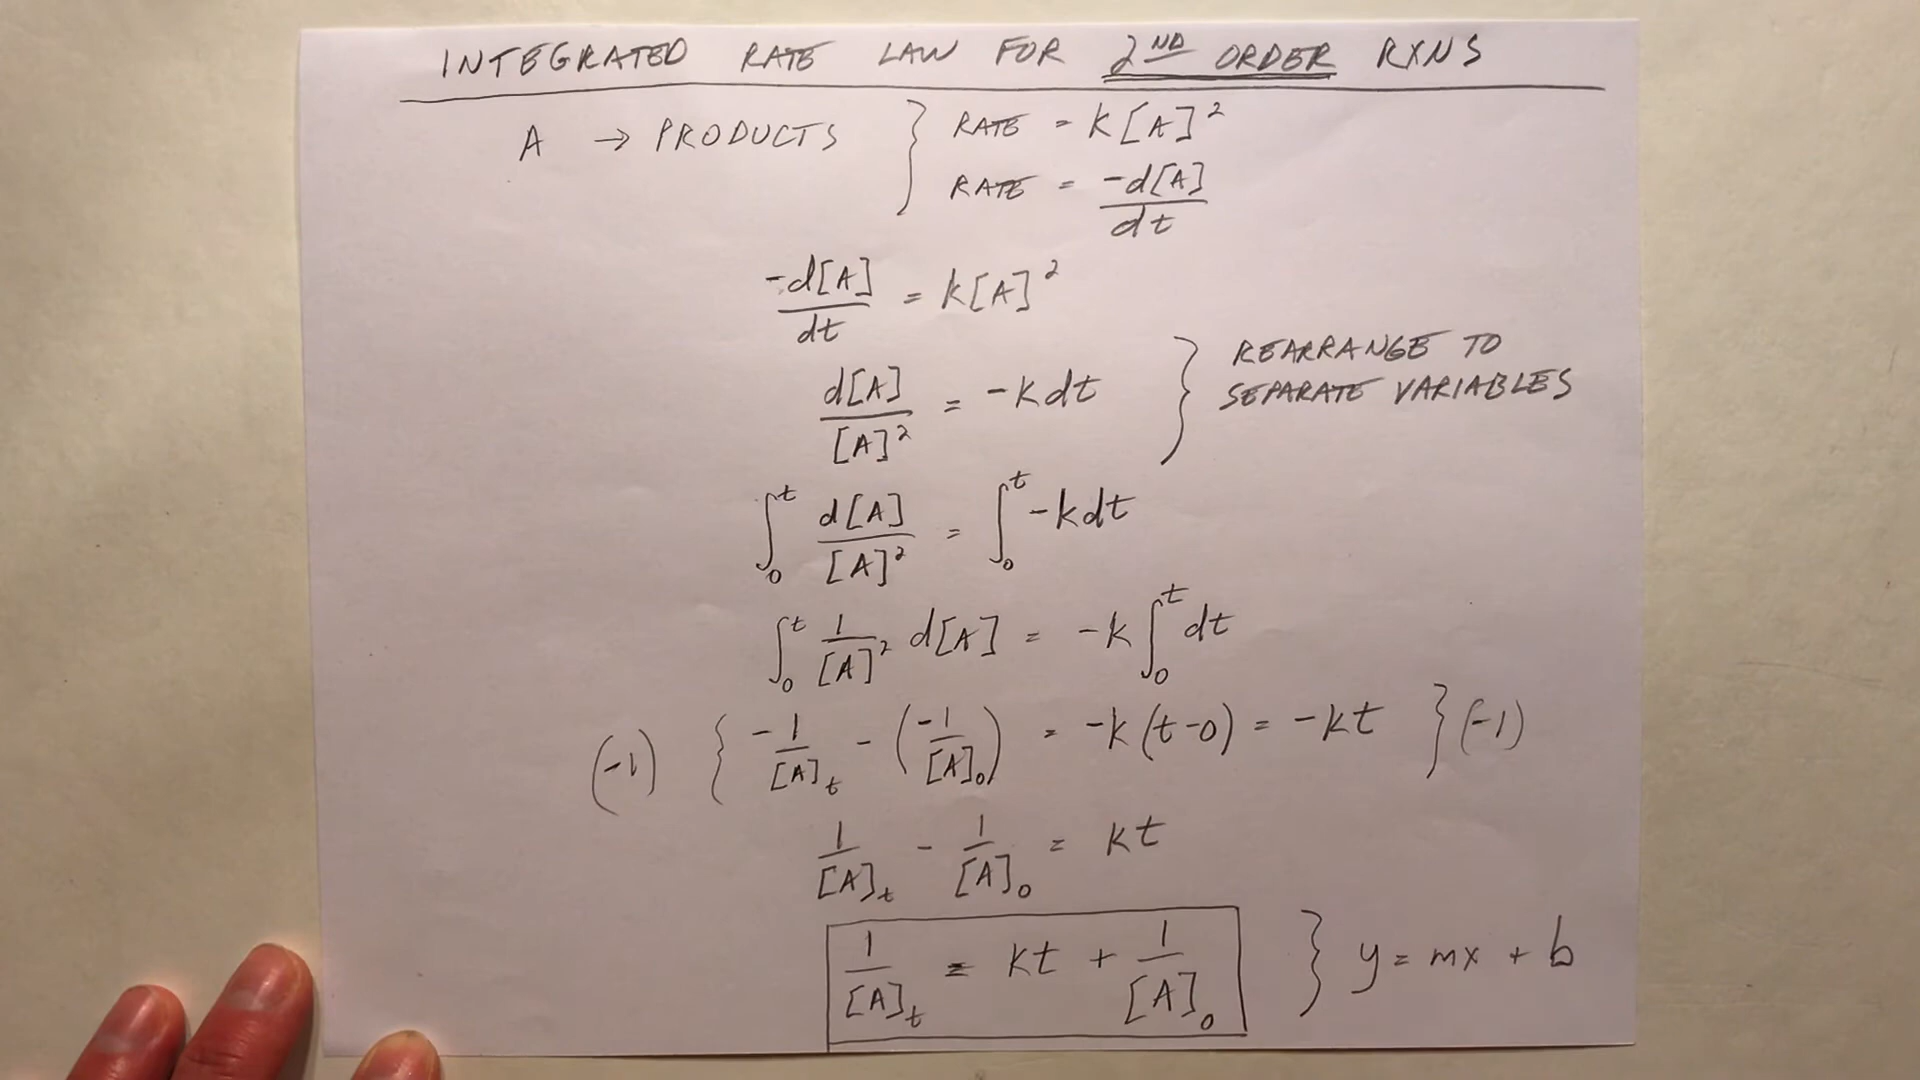 INTEGRATED RATE LAW FOR 2ND ORDER RXNS
A → PRODUCTS } RATE = k[A]²
RATE = -d[A]/dt
-d[A]/dt = k[A]²
d[A]/[A]² = -kdt } REARRANGE TO
SEPARATE VARIABLES
∫₀ᵗ d[A]/[A]² = ∫₀ᵗ -kdt
∫₀ᵗ 1/[A]² d[A] = -k ∫₀ᵗ dt
(-1) { -1/[A]ₜ - (-1/[A]₀) = -k(t-0) = -kt } (-1)
1/[A]ₜ - 1/[A]₀ = kt
1/[A]ₜ = kt + 1/[A]₀ } y = mx + b